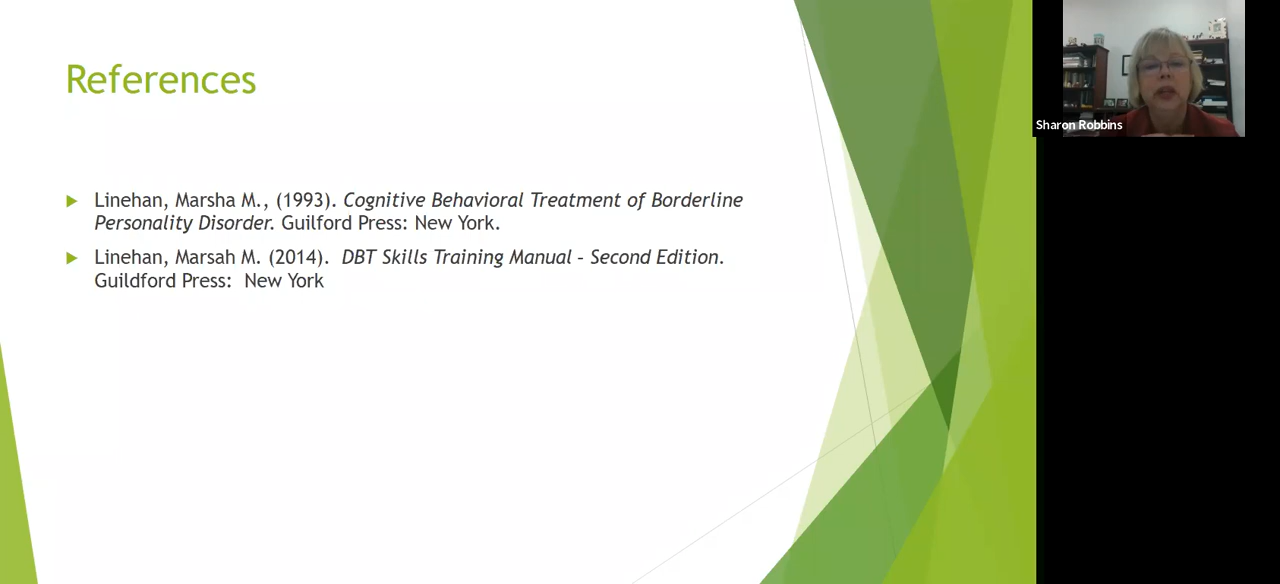 References
Linehan, Marsha M., (1993). Cognitive Behavioral Treatment of Borderline
Personality Disorder. Guilford Press: New York.
Linehan, Marsah M. (2014).  DBT Skills Training Manual – Second Edition.
Guildford Press:  New York
Sharon Robbins